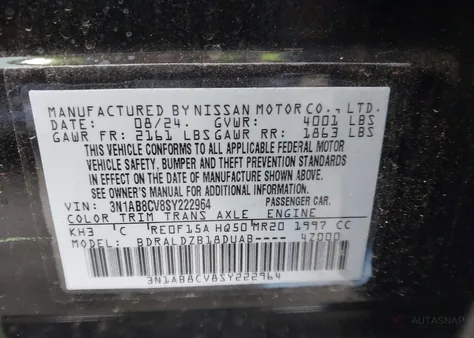 MANUFACTURED BY NISSAN MOTOR CO., LTD.
DATE: 08/24. GVWR: 4001 LBS
GAWR FR: 2161 LBS GAWR RR: 1863 LBS
THIS VEHICLE CONFORMS TO ALL APPLICABLE FEDERAL MOTOR
VEHICLE SAFETY, BUMPER AND THEFT PREVENTION STANDARDS
IN EFFECT ON THE DATE OF MANUFACTURE SHOWN ABOVE.
SEE OWNER'S MANUAL FOR ADDITIONAL INFORMATION.
VIN: 3N1AB8CV8SY222964 PASSENGER CAR.
COLOR TRIM TRANS AXLE ENGINE
KH3 C RE0F15A HQ50 MR20 1997 CC
MODEL: BDRALDZB18DUAB---- 4Z000
3N1AB8CV8SY222964
AUTASNAP